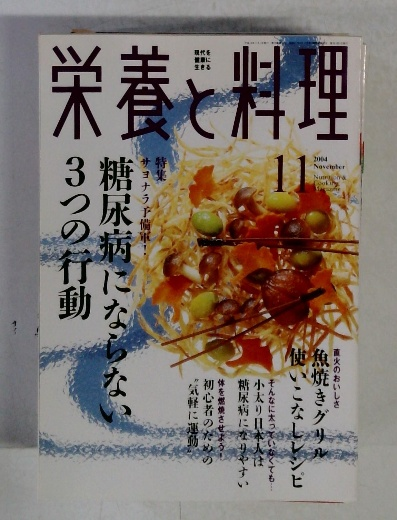 現代を
健康に
生きる
栄養と料理
11
2004
November
特集
サヨナラ予備軍!
糖尿病にならない
3つの行動
直火のおいしさ
魚焼きグリル
使いこなしレシピ
そんなに太っていなくても…
小太り日本人は
糖尿病になりやすい
体を燃焼させよう!
初心者のための
"気軽に運動"